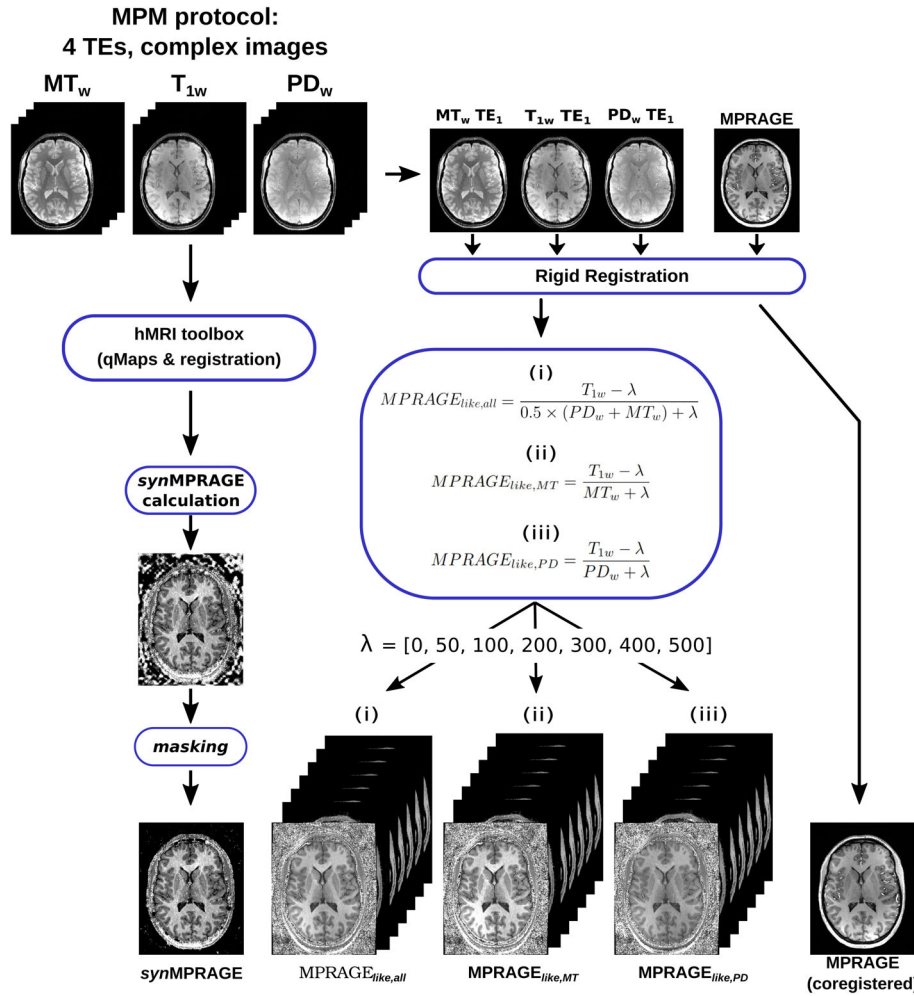 MPM protocol:
4 TEs, complex images
MTw T1w PDw
MTw TE1 T1w TE1 PDw TE1 MPRAGE
Rigid Registration
hMRI toolbox
(qMaps & registration)
(i)
MPRAGElike,all = (T1w − λ) / (0.5 × (PDw + MTw) + λ)
(ii)
MPRAGElike,MT = (T1w − λ) / (MTw + λ)
(iii)
MPRAGElike,PD = (T1w − λ) / (PDw + λ)
synMPRAGE
calculation
λ = [0, 50, 100, 200, 300, 400, 500]
(i) (ii) (iii)
masking
synMPRAGE MPRAGElike,all MPRAGElike,MT MPRAGElike,PD MPRAGE
(coregistered)